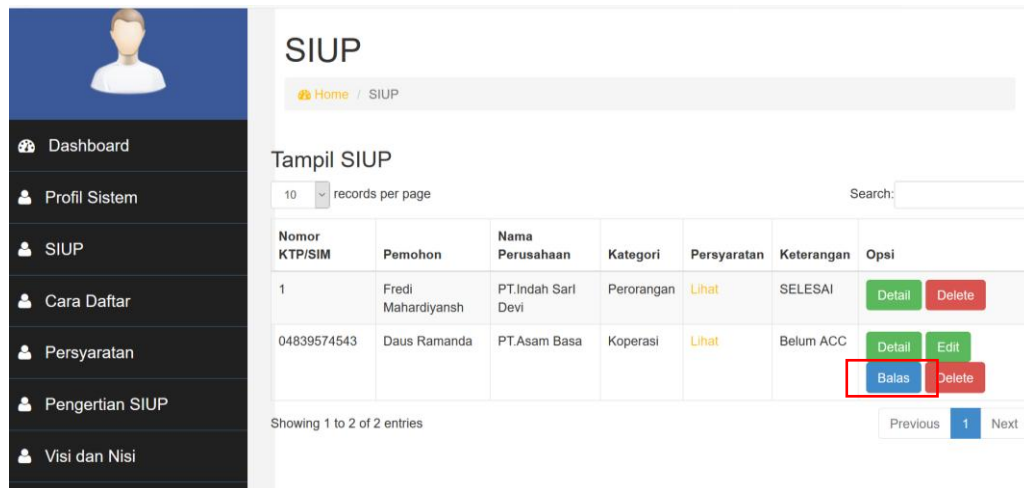 SIUP
Home / SIUP
Dashboard
Profil Sistem
SIUP
Cara Daftar
Persyaratan
Pengertian SIUP
Visi dan Nisi
Tampil SIUP
10 records per page Search:
Nomor KTP/SIM Pemohon Nama Perusahaan Kategori Persyaratan Keterangan Opsi
1 Fredi Mahardiyansh PT.Indah Sarl Devi Perorangan Lihat SELESAI Detail Delete
04839574543 Daus Ramanda PT.Asam Basa Koperasi Lihat Belum ACC Detail Edit
Balas Delete
Showing 1 to 2 of 2 entries Previous 1 Next